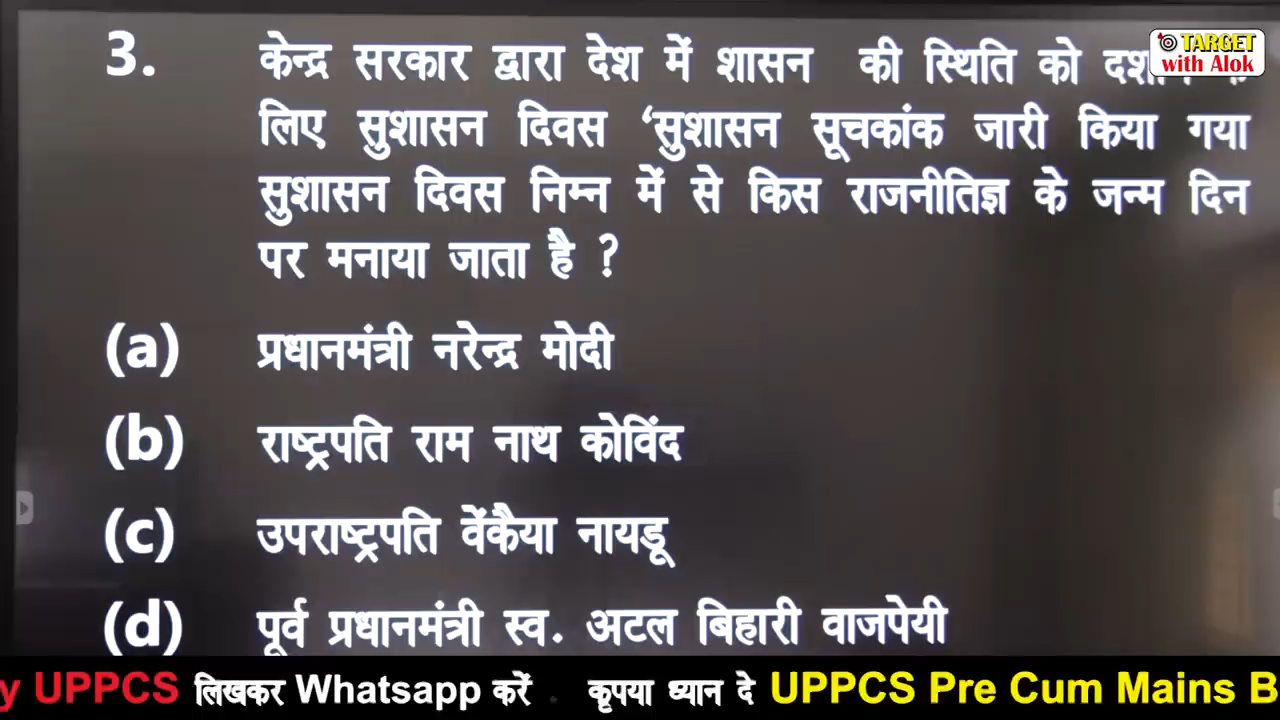 TARGET
with Alok
3. केन्द्र सरकार द्वारा देश में शासन की स्थिति को
लिए सुशासन दिवस ‘सुशासन सूचकांक जारी किया गया
सुशासन दिवस निम्न में से किस राजनीतिज्ञ के जन्म दिन
पर मनाया जाता है ?
(a) प्रधानमंत्री नरेन्द्र मोदी
(b) राष्ट्रपति राम नाथ कोविंद
(c) उपराष्ट्रपति वेंकैया नायडू
(d) पूर्व प्रधानमंत्री स्व. अटल बिहारी वाजपेयी
y UPPCS लिखकर Whatsapp करें . कृपया ध्यान दे UPPCS Pre Cum Mains B